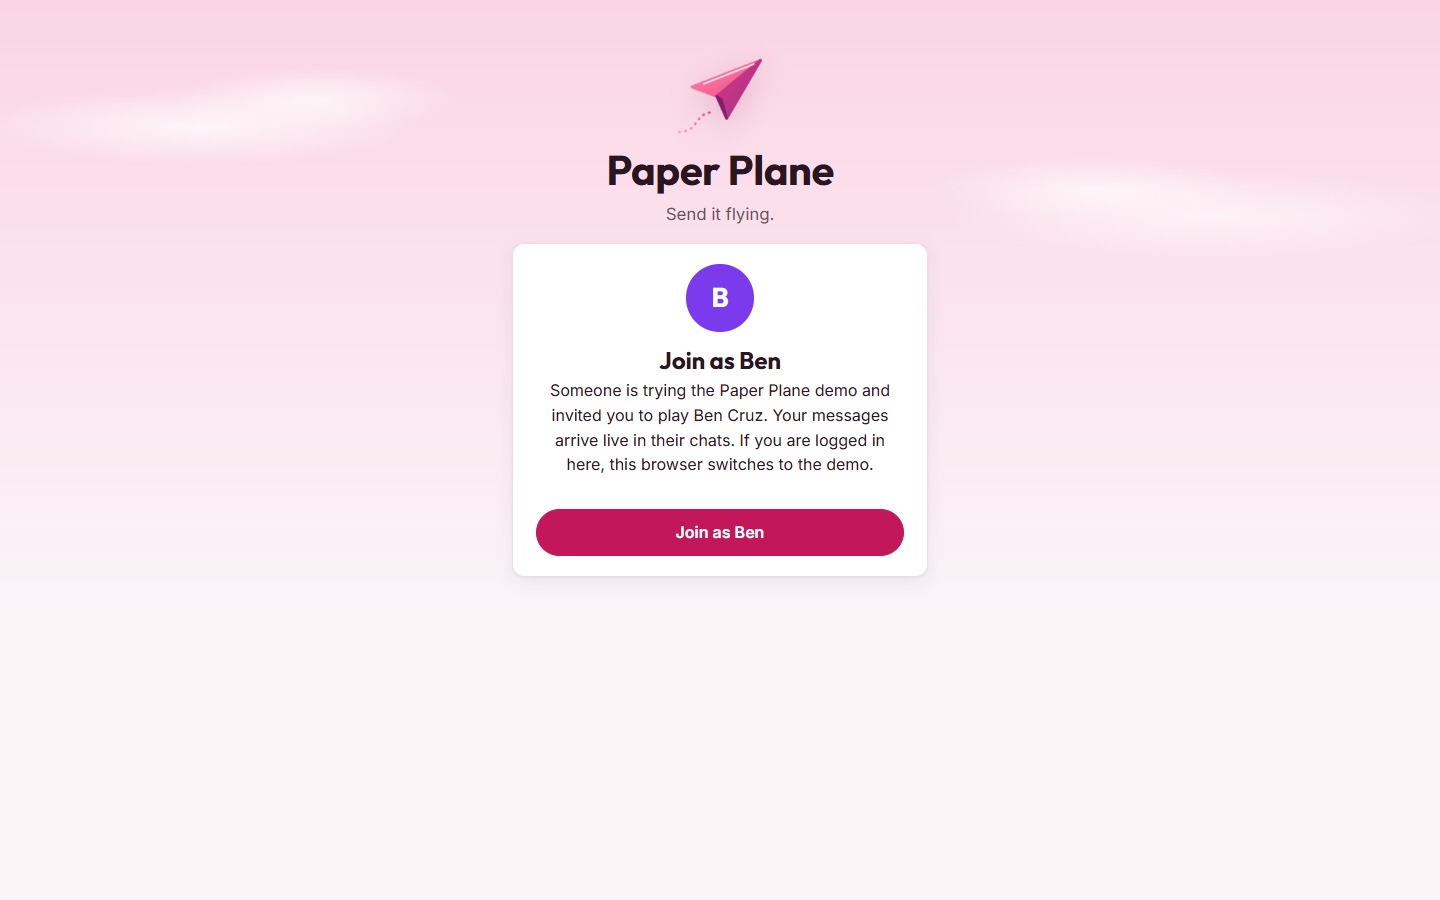 Paper Plane
Send it flying.
B
Join as Ben
Someone is trying the Paper Plane demo and
invited you to play Ben Cruz. Your messages
arrive live in their chats. If you are logged in
here, this browser switches to the demo.
Join as Ben